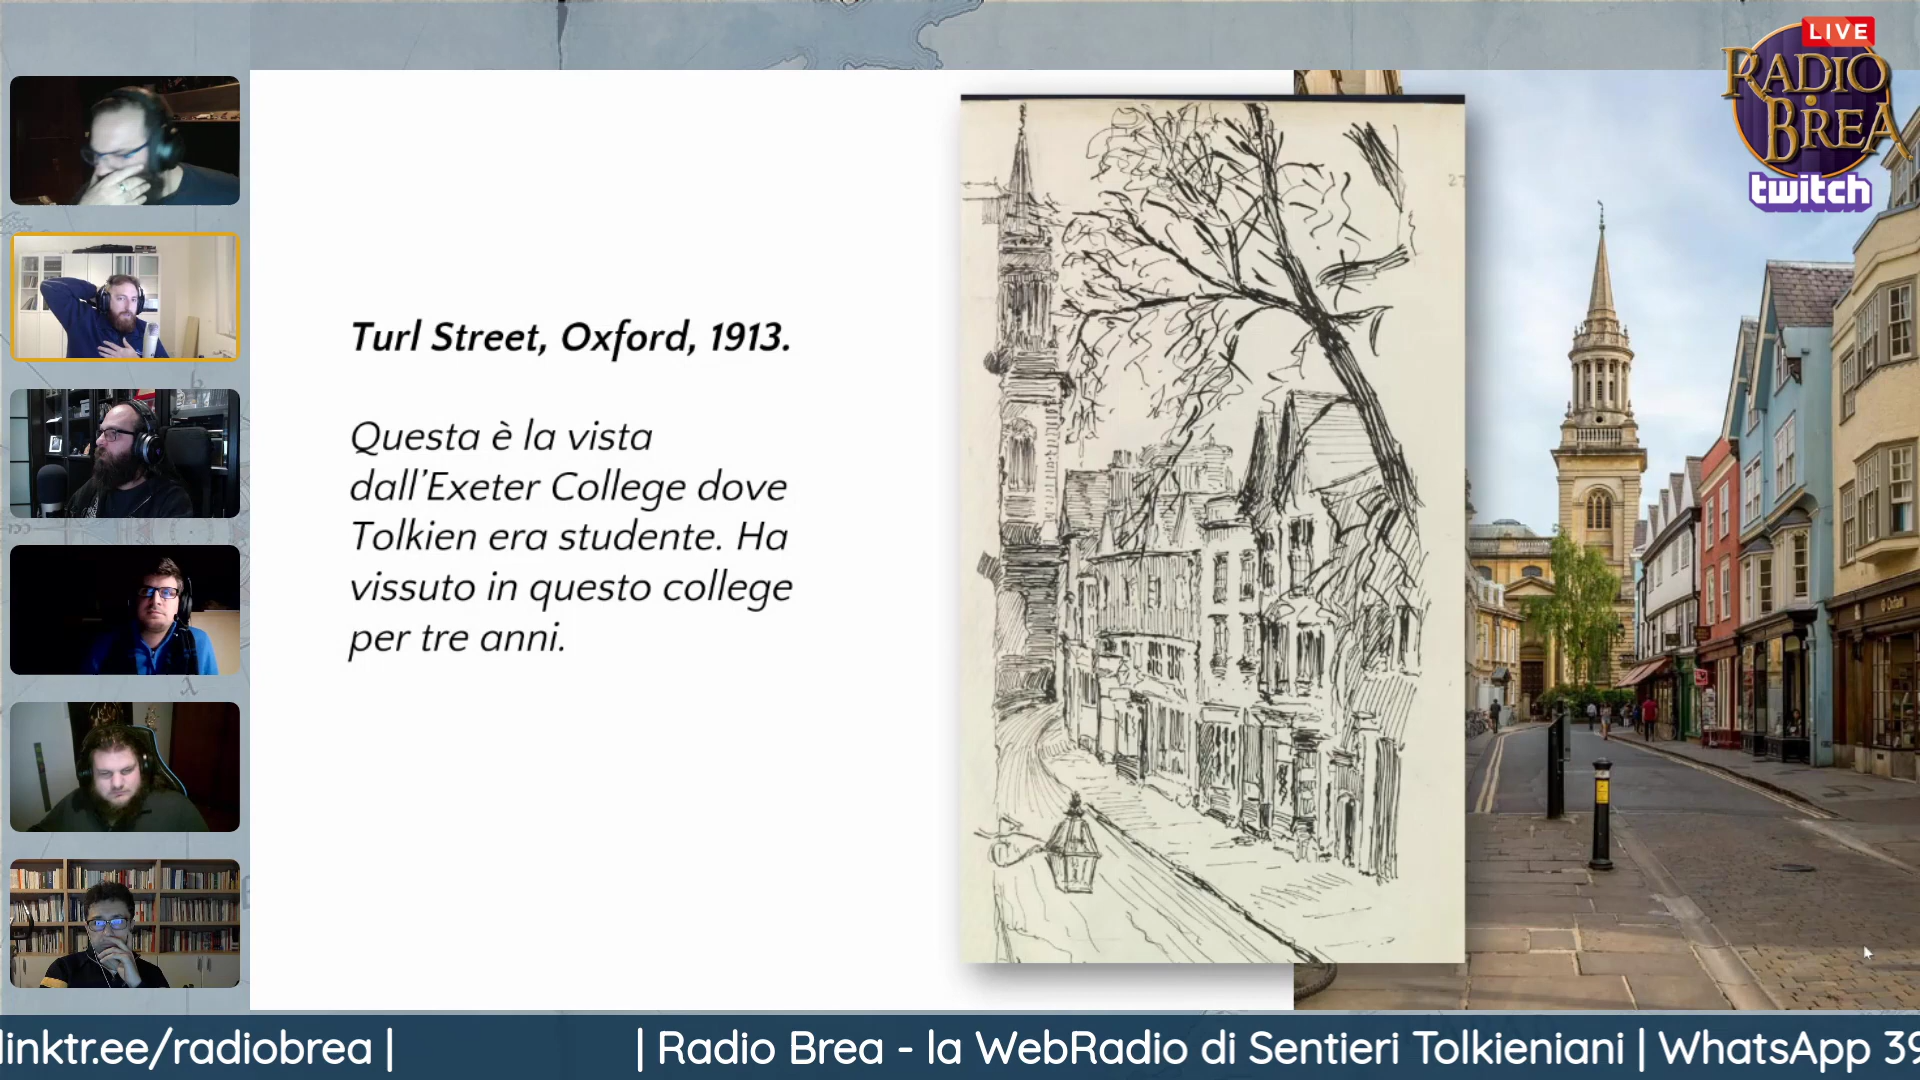 LIVE
RADIO
BREA
twitch
Turl Street, Oxford, 1913.
Questa è la vista
dall'Exeter College dove
Tolkien era studente. Ha
vissuto in questo college
per tre anni.
linktr.ee/radiobrea | | Radio Brea - la WebRadio di Sentieri Tolkieniani | WhatsApp 39